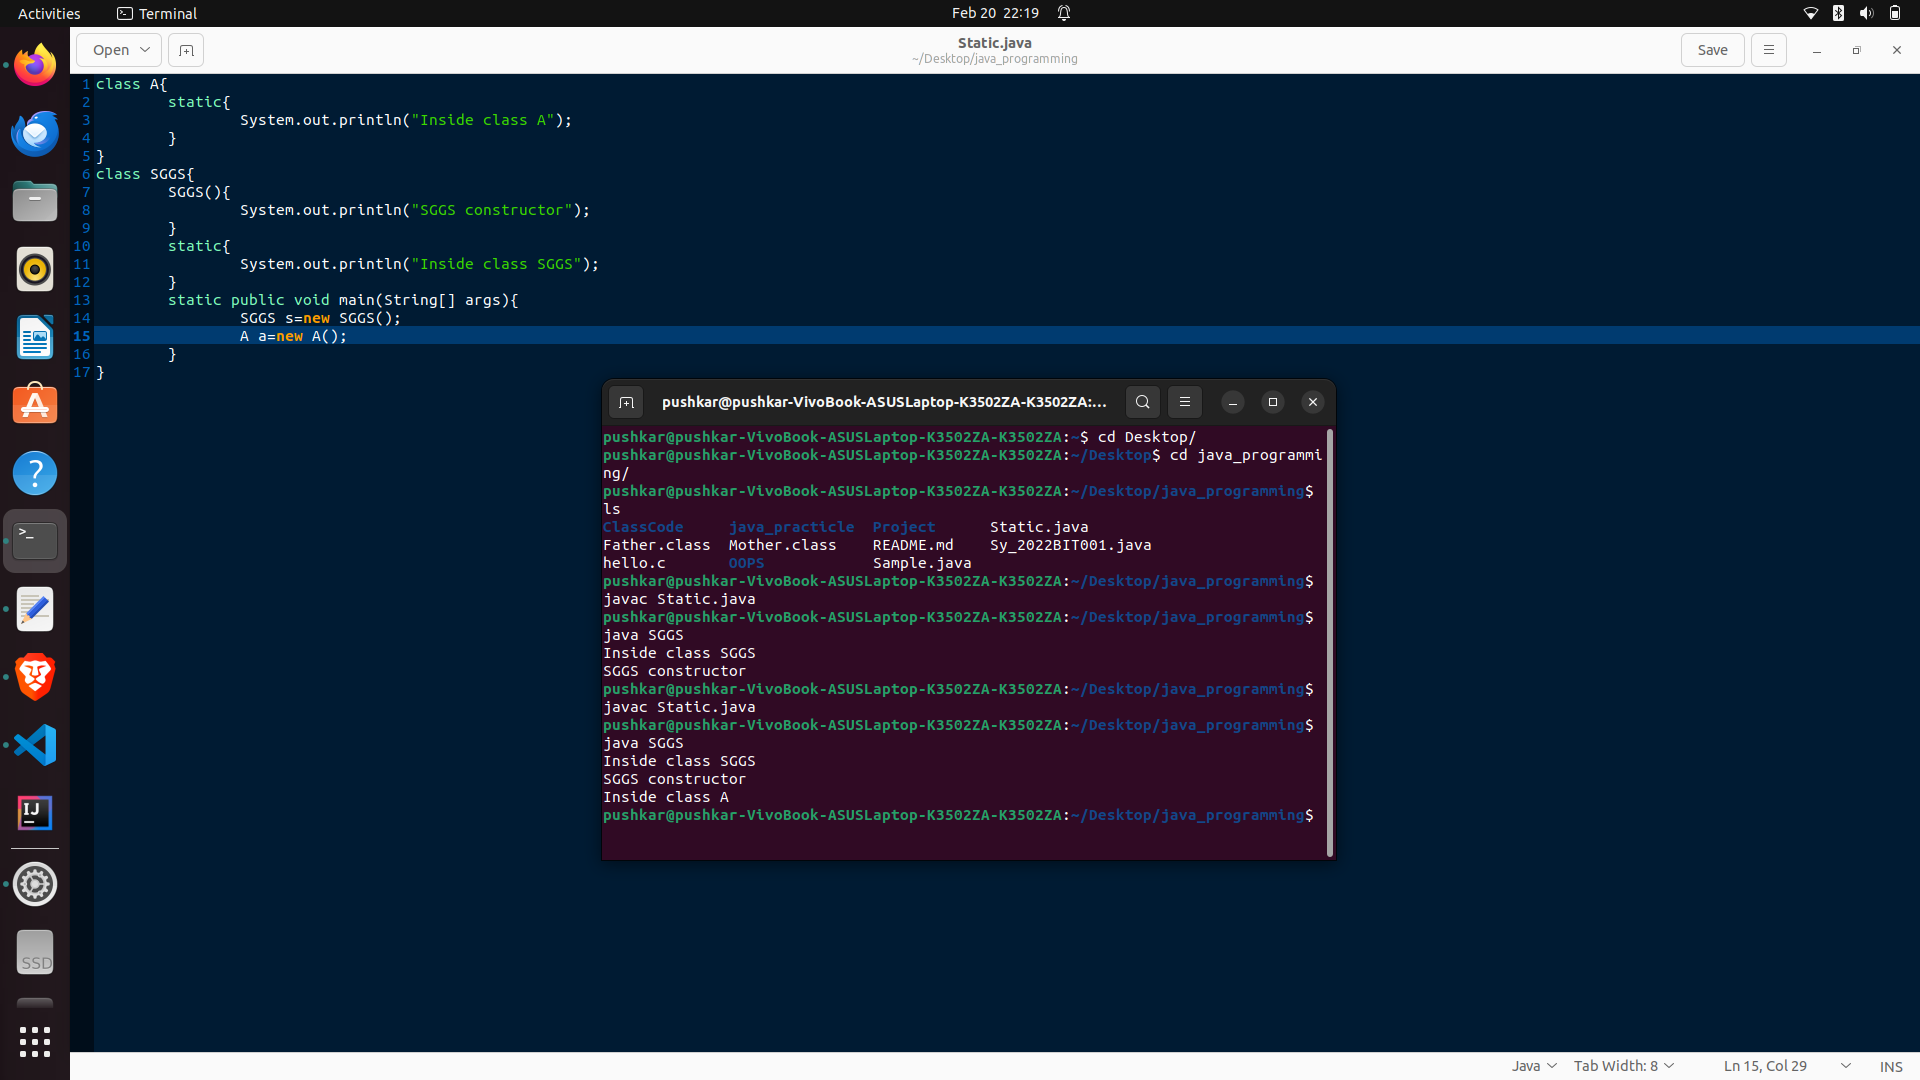 Activities Terminal Feb 20 22:19
Open Static.java Save
~/Desktop/java_programming
1 class A{
2 static{
3 System.out.println("Inside class A");
4 }
5 }
6 class SGGS{
7 SGGS(){
8 System.out.println("SGGS constructor");
9 }
10 static{
11 System.out.println("Inside class SGGS");
12 }
13 static public void main(String[] args){
14 SGGS s=new SGGS();
15 A a=new A();
16 }
17 }
pushkar@pushkar-VivoBook-ASUSLaptop-K3502ZA-K3502ZA:...
pushkar@pushkar-VivoBook-ASUSLaptop-K3502ZA-K3502ZA:~$ cd Desktop/
pushkar@pushkar-VivoBook-ASUSLaptop-K3502ZA-K3502ZA:~/Desktop$ cd java_programmi
ng/
pushkar@pushkar-VivoBook-ASUSLaptop-K3502ZA-K3502ZA:~/Desktop/java_programming$
ls
ClassCode java_practicle Project Static.java
Father.class Mother.class README.md Sy_2022BIT001.java
hello.c OOPS Sample.java
pushkar@pushkar-VivoBook-ASUSLaptop-K3502ZA-K3502ZA:~/Desktop/java_programming$
javac Static.java
pushkar@pushkar-VivoBook-ASUSLaptop-K3502ZA-K3502ZA:~/Desktop/java_programming$
java SGGS
Inside class SGGS
SGGS constructor
pushkar@pushkar-VivoBook-ASUSLaptop-K3502ZA-K3502ZA:~/Desktop/java_programming$
javac Static.java
pushkar@pushkar-VivoBook-ASUSLaptop-K3502ZA-K3502ZA:~/Desktop/java_programming$
java SGGS
Inside class SGGS
SGGS constructor
Inside class A
pushkar@pushkar-VivoBook-ASUSLaptop-K3502ZA-K3502ZA:~/Desktop/java_programming$
IJ
SSD
Java Tab Width: 8 Ln 15, Col 29 INS